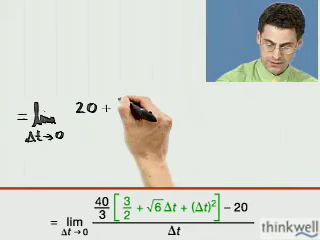 = lim Δt→0 20 +
= lim Δt→0 40/3 [ 3/2 + √6 Δt + (Δt)² ] – 20 / Δt
thinkwell